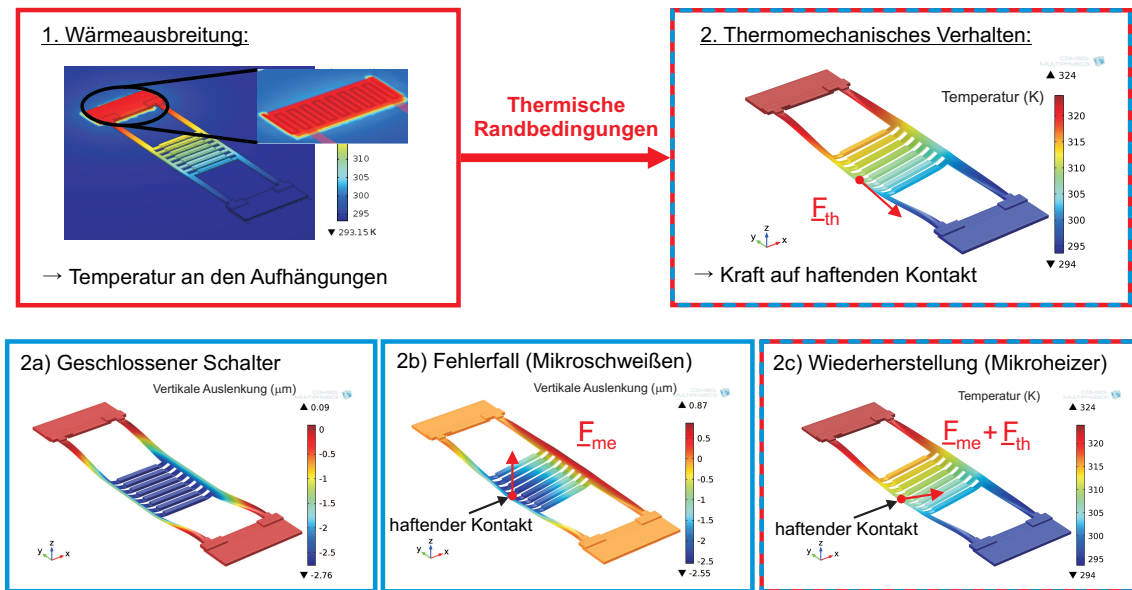 1. Wärmeausbreitung:
310
305
300
295
▼ 293.15 K
→ Temperatur an den Aufhängungen
Thermische
Randbedingungen
2. Thermomechanisches Verhalten:
▲ 324
Temperatur (K)
320
315
310
305
300
295
▼ 294
F_th
z
y
x
→ Kraft auf haftenden Kontakt
2a) Geschlossener Schalter
Vertikale Auslenkung (μm)
▲ 0.09
0
-0.5
-1
-1.5
-2
-2.5
▼ -2.76
z
y
x
2b) Fehlerfall (Mikroschweißen)
Vertikale Auslenkung (μm)
▲ 0.87
F_me
0.5
0
-0.5
-1
-1.5
-2
-2.5
▼ -2.55
haftender Kontakt
z
y
x
2c) Wiederherstellung (Mikroheizer)
Temperatur (K)
▲ 324
F_me + F_th
320
315
310
305
300
295
▼ 294
haftender Kontakt
z
y
x